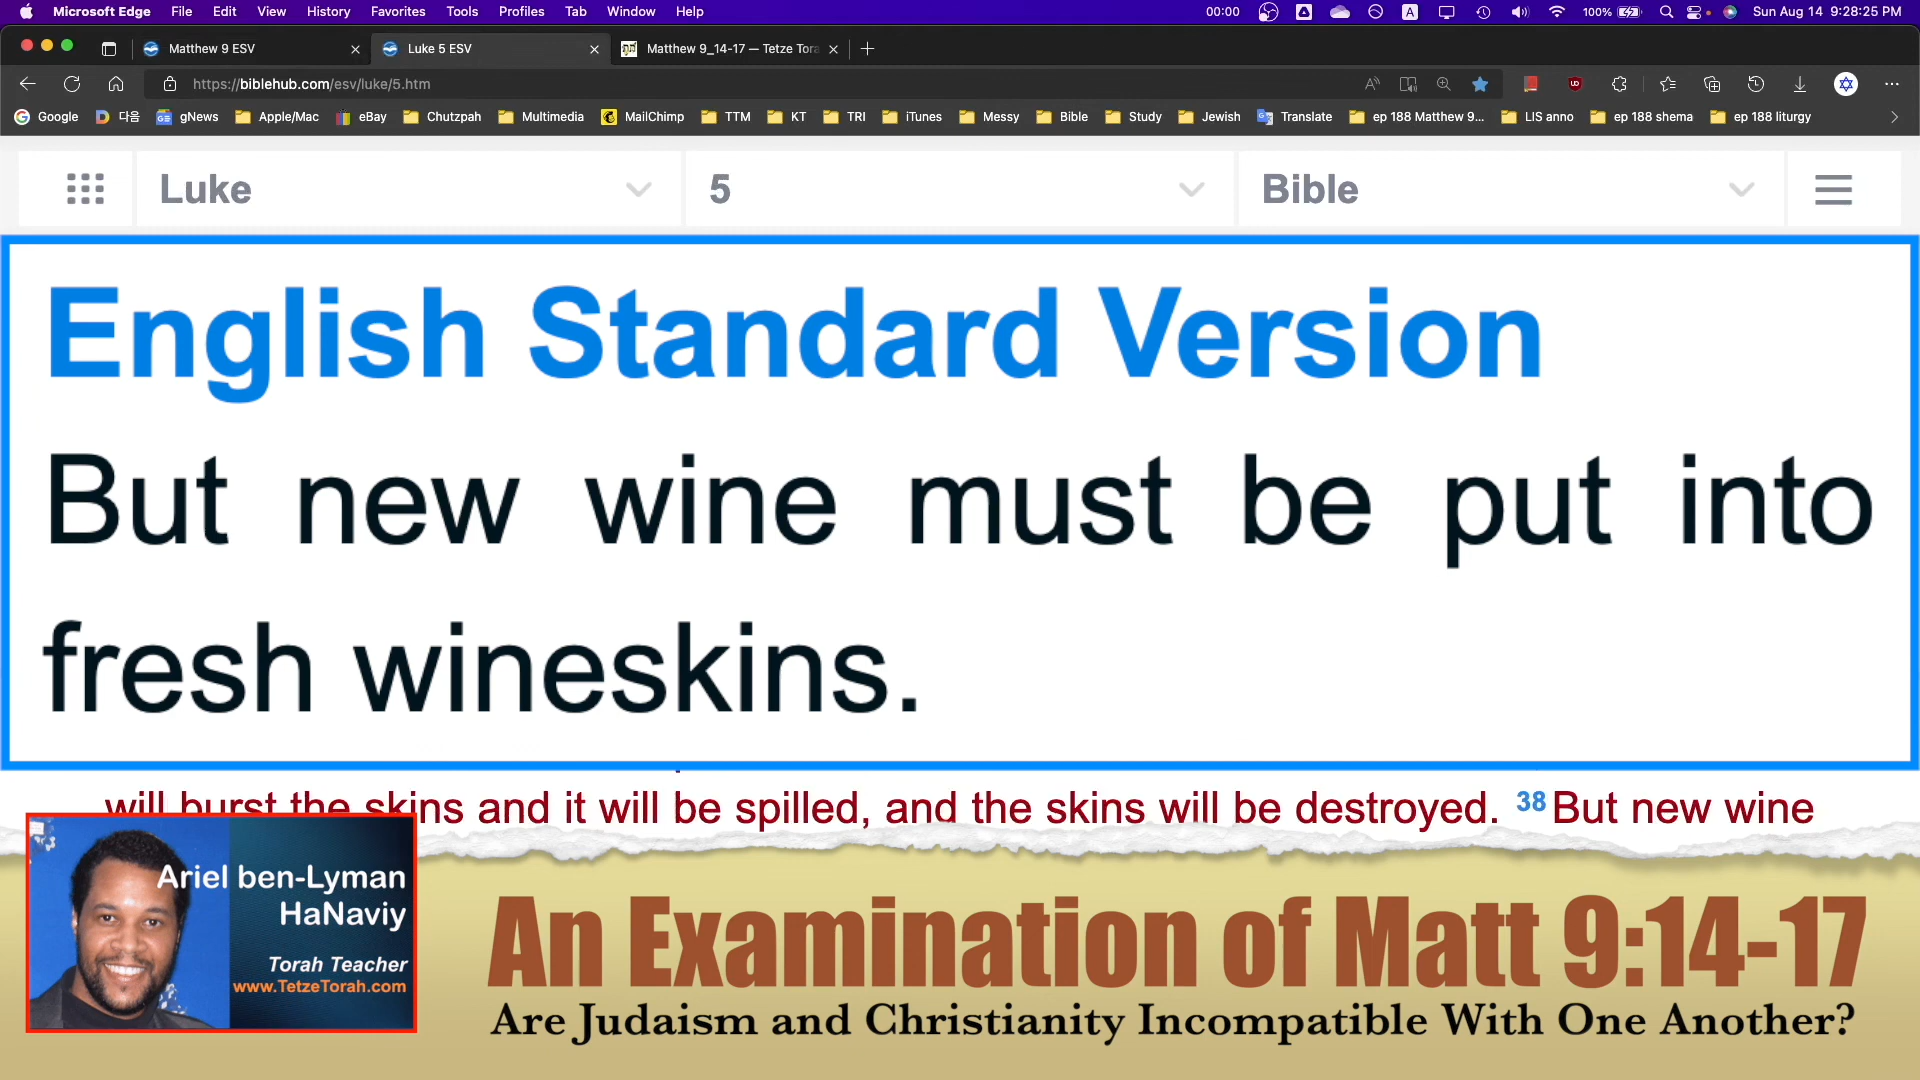 Microsoft Edge File Edit View History Favorites Tools Profiles Tab Window Help 00:00 A 100% Sun Aug 14 9:28:25 PM
Matthew 9 ESV Luke 5 ESV Matthew 9_14-17 — Tetze Tora
https://biblehub.com/esv/luke/5.htm
Google 다음 gNews Apple/Mac eBay Chutzpah Multimedia MailChimp TTM KT TRI iTunes Messy Bible Study Jewish Translate ep 188 Matthew 9... LIS anno ep 188 shema ep 188 liturgy
Luke 5 Bible
English Standard Version
But new wine must be put into
fresh wineskins.
will burst the skins and it will be spilled, and the skins will be destroyed. 38 But new wine
Ariel ben-Lyman
HaNaviy
Torah Teacher
www.TetzeTorah.com
An Examination of Matt 9:14-17
Are Judaism and Christianity Incompatible With One Another?